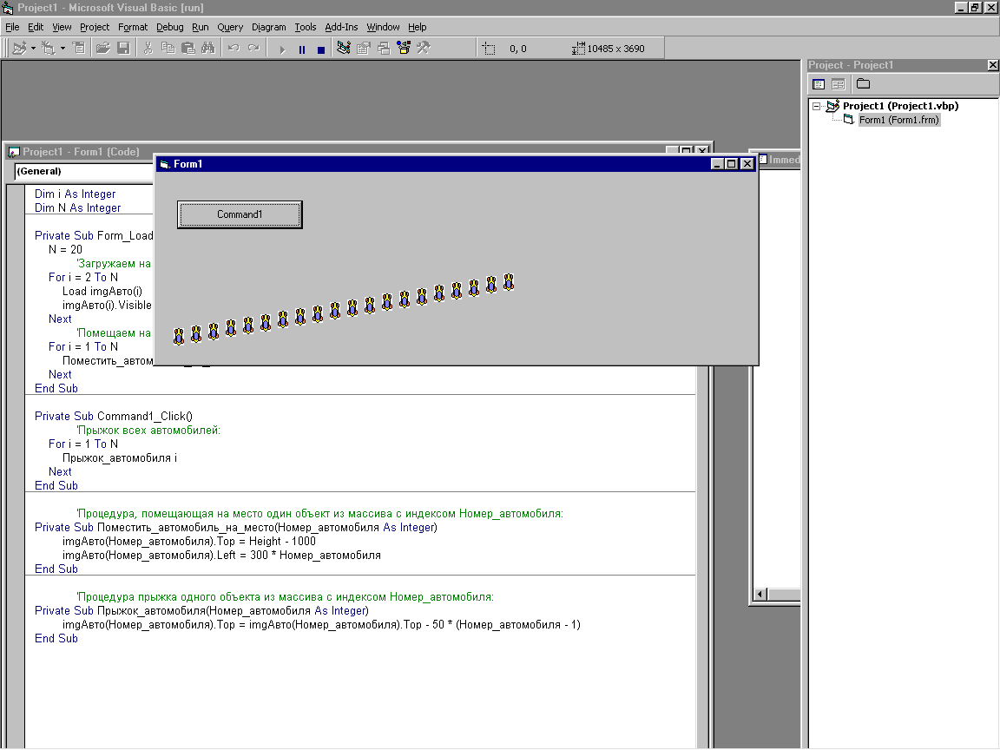 Project1 - Microsoft Visual Basic [run]
File Edit View Project Format Debug Run Query Diagram Tools Add-Ins Window Help
0, 0 10485 x 3690
Project - Project1
Project1 (Project1.vbp)
Form1 (Form1.frm)
Project1 - Form1 (Code)
(General)
Immed
Form1
Command1
Dim i As Integer
Dim N As Integer
Private Sub Form_Load
N = 20
'Загружаем на
For i = 2 To N
Load imgАвто(i)
imgАвто(i).Visible
Next
'Помещаем на
For i = 1 To N
Поместить_автом
Next
End Sub
Private Sub Command1_Click()
'Прыжок всех автомобилей:
For i = 1 To N
Прыжок_автомобиля i
Next
End Sub
'Процедура, помещающая на место один объект из массива с индексом Номер_автомобиля:
Private Sub Поместить_автомобиль_на_место(Номер_автомобиля As Integer)
imgАвто(Номер_автомобиля).Top = Height - 1000
imgАвто(Номер_автомобиля).Left = 300 * Номер_автомобиля
End Sub
'Процедура прыжка одного объекта из массива с индексом Номер_автомобиля:
Private Sub Прыжок_автомобиля(Номер_автомобиля As Integer)
imgАвто(Номер_автомобиля).Top = imgАвто(Номер_автомобиля).Top - 50 * (Номер_автомобиля - 1)
End Sub